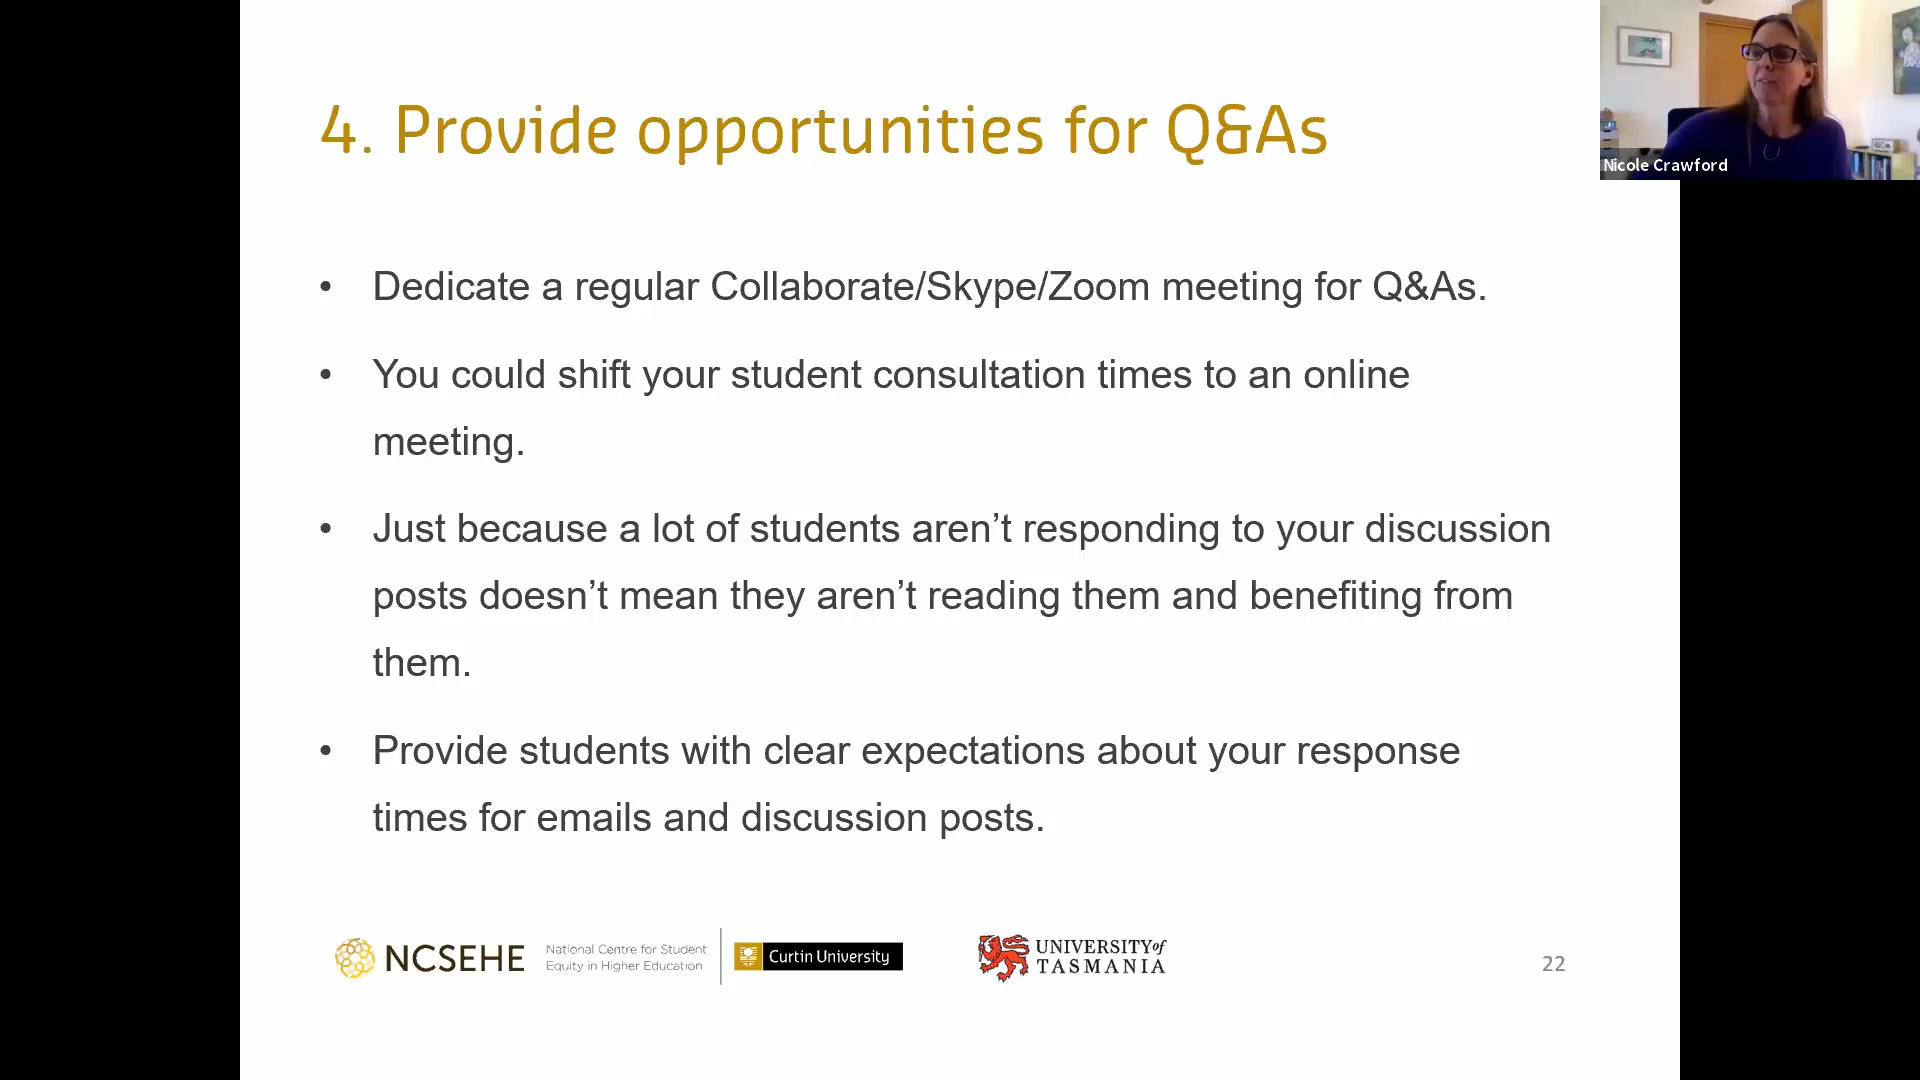 4. Provide opportunities for Q&As
Nicole Crawford
• Dedicate a regular Collaborate/Skype/Zoom meeting for Q&As.
• You could shift your student consultation times to an online
meeting.
• Just because a lot of students aren’t responding to your discussion
posts doesn’t mean they aren’t reading them and benefiting from
them.
• Provide students with clear expectations about your response
times for emails and discussion posts.
NCSEHE
National Centre for Student
Equity in Higher Education
Curtin University
UNIVERSITY of
TASMANIA
22